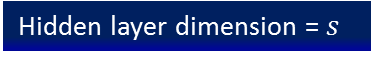 Hidden layer dimension = s